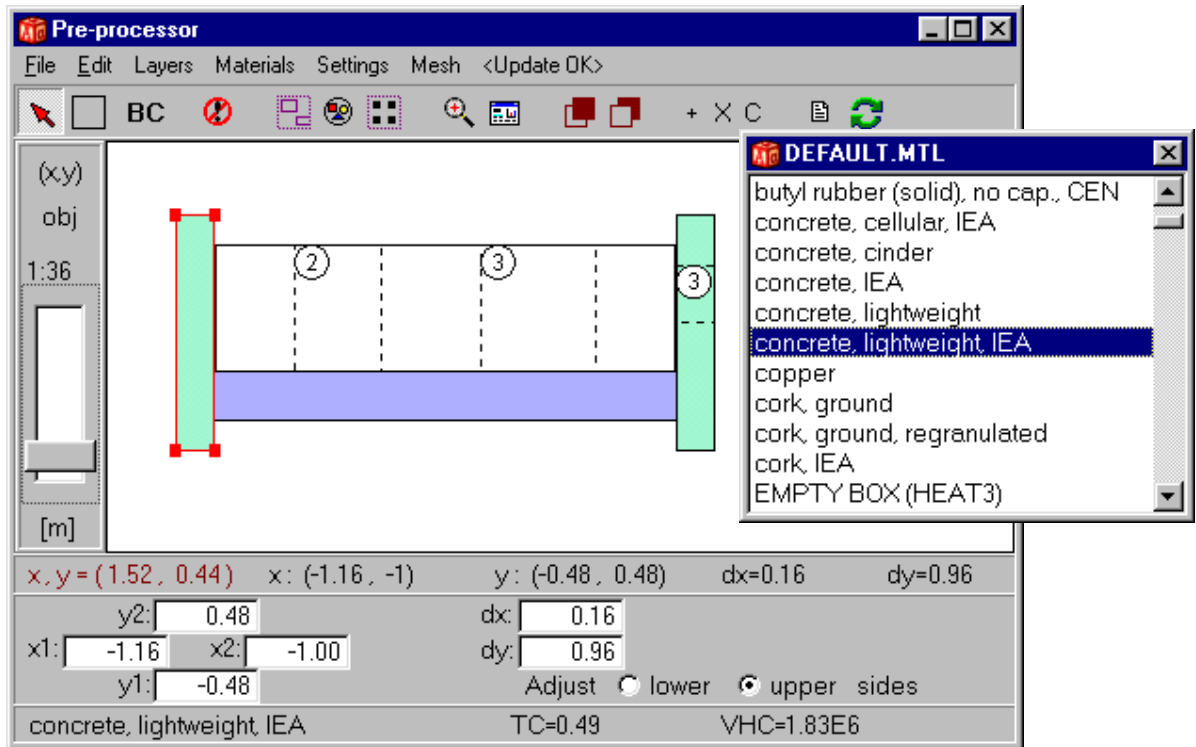 Pre-processor
File Edit Layers Materials Settings Mesh <Update OK>
BC + X C
(x,y)
obj
1:36
[m]
2
3
3
DEFAULT.MTL
butyl rubber (solid), no cap., CEN
concrete, cellular, IEA
concrete, cinder
concrete, IEA
concrete, lightweight
concrete, lightweight, IEA
copper
cork, ground
cork, ground, regranulated
cork, IEA
EMPTY BOX (HEAT3)
x, y = ( 1.52 , 0.44 ) x: (-1.16 , -1) y: (-0.48 , 0.48) dx=0.16 dy=0.96
y2: 0.48 dx: 0.16
x1: -1.16 x2: -1.00 dy: 0.96
y1: -0.48 Adjust lower upper sides
concrete, lightweight, IEA TC=0.49 VHC=1.83E6